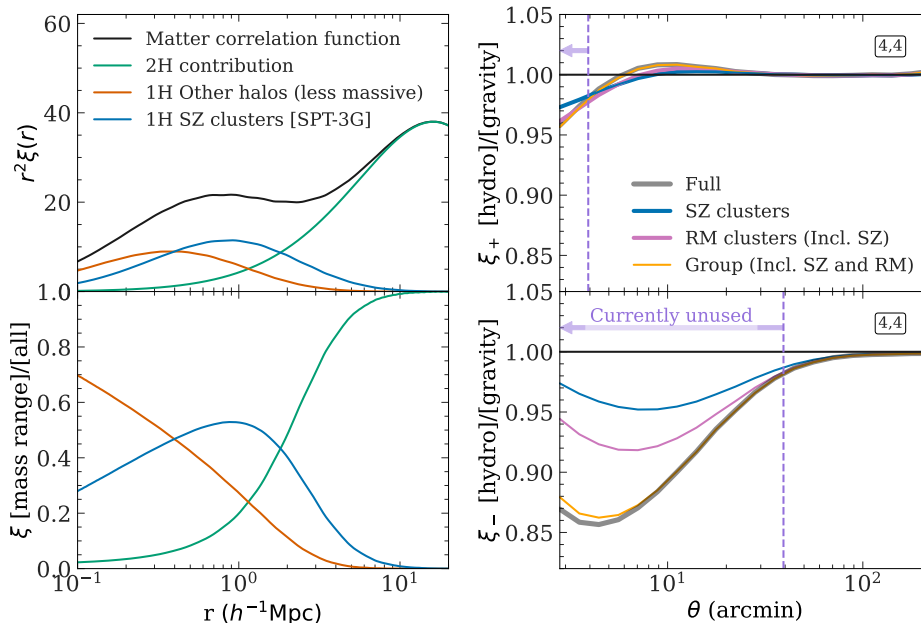 60
40
20
1.0
r²ξ(r)
Matter correlation function
2H contribution
1H Other halos (less massive)
1H SZ clusters [SPT-3G]
0.8
0.6
0.4
0.2
0.0
ξ [mass range]/[all]
10⁻¹
10⁰
10¹
r (h⁻¹Mpc)
1.05
1.00
0.95
0.90
0.85
ξ₊ [hydro]/[gravity]
4,4
Full
SZ clusters
RM clusters (Incl. SZ)
Group (Incl. SZ and RM)
1.05
1.00
0.95
0.90
0.85
ξ₋ [hydro]/[gravity]
Currently unused
4,4
10¹
10²
θ (arcmin)